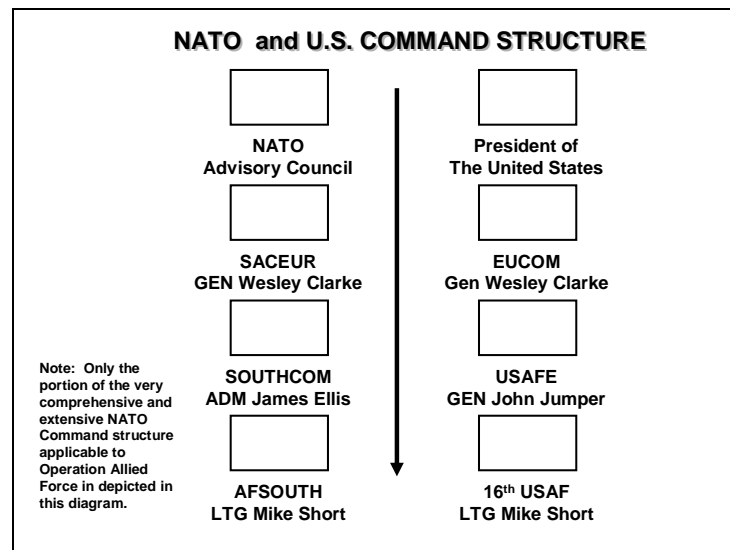 NATO and U.S. COMMAND STRUCTURE
NATO
Advisory Council
President of
The United States
SACEUR
GEN Wesley Clarke
EUCOM
Gen Wesley Clarke
SOUTHCOM
ADM James Ellis
USAFE
GEN John Jumper
AFSOUTH
LTG Mike Short
16th USAF
LTG Mike Short
Note: Only the
portion of the very
comprehensive and
extensive NATO
Command structure
applicable to
Operation Allied
Force in depicted in
this diagram.